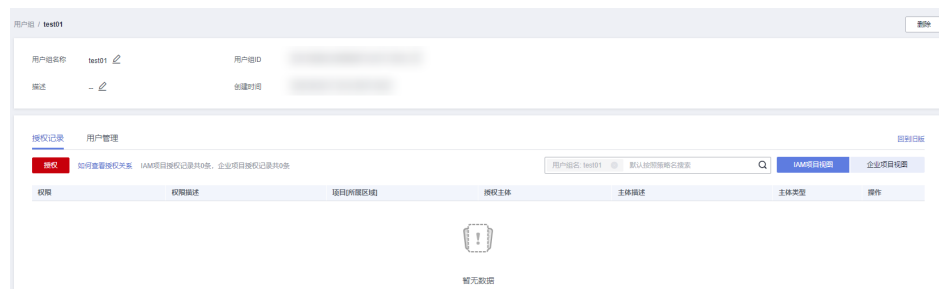 用户组 / test01
删除
用户组名称 test01 用户组ID
描述 -- 创建时间
授权记录 用户管理 回到旧版
授权 如何查看授权关系 IAM项目授权记录共0条，企业项目授权记录共0条 用户组名: test01 默认按照策略名搜索 IAM项目视图 企业项目视图
权限 权限描述 项目[所属区域] 授权主体 主体描述 主体类型 操作
暂无数据